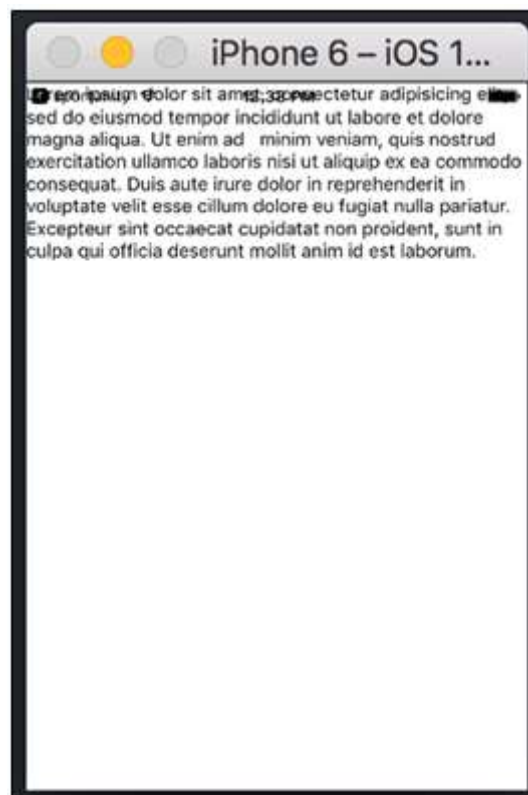 iPhone 6 – iOS 1...
dolor sit adipisicing
sed do eiusmod tempor incididunt ut labore et dolore
magna aliqua. Ut enim ad minim veniam, quis nostrud
exercitation ullamco laboris nisi ut aliquip ex ea commodo
consequat. Duis aute irure dolor in reprehenderit in
voluptate velit esse cillum dolore eu fugiat nulla pariatur.
Excepteur sint occaecat cupidatat non proident, sunt in
culpa qui officia deserunt mollit anim id est laborum.